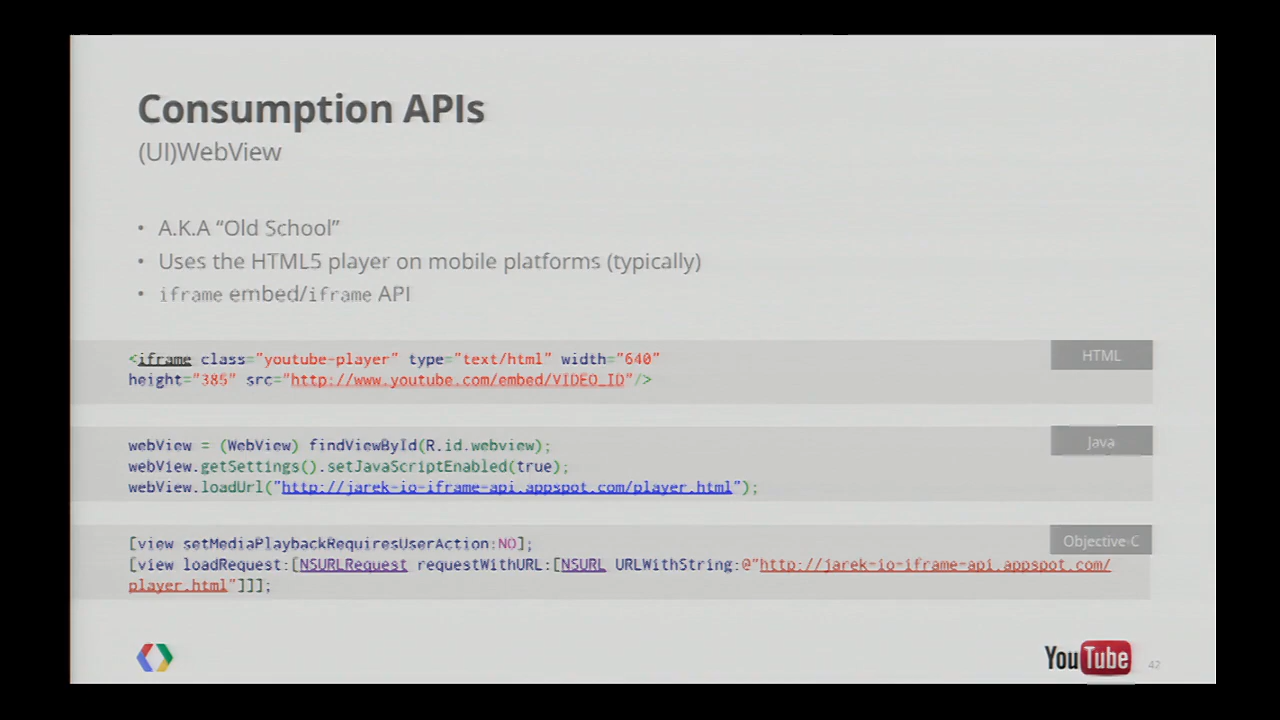 Consumption APIs
(UI)WebView
• A.K.A “Old School”
• Uses the HTML5 player on mobile platforms (typically)
• iframe embed/iframe API
<iframe class="youtube-player" type="text/html" width="640"
height="385" src="http://www.youtube.com/embed/VIDEO_ID"/>
HTML
webView = (WebView) findViewById(R.id.webview);
webView.getSettings().setJavaScriptEnabled(true);
webView.loadUrl("http://jarek-io-iframe-api.appspot.com/player.html");
Java
[view setMediaPlaybackRequiresUserAction:NO];
[view loadRequest:[NSURLRequest requestWithURL:[NSURL URLWithString:@"http://jarek-io-iframe-api.appspot.com/
player.html"]]];
Objective-C
YouTube
42